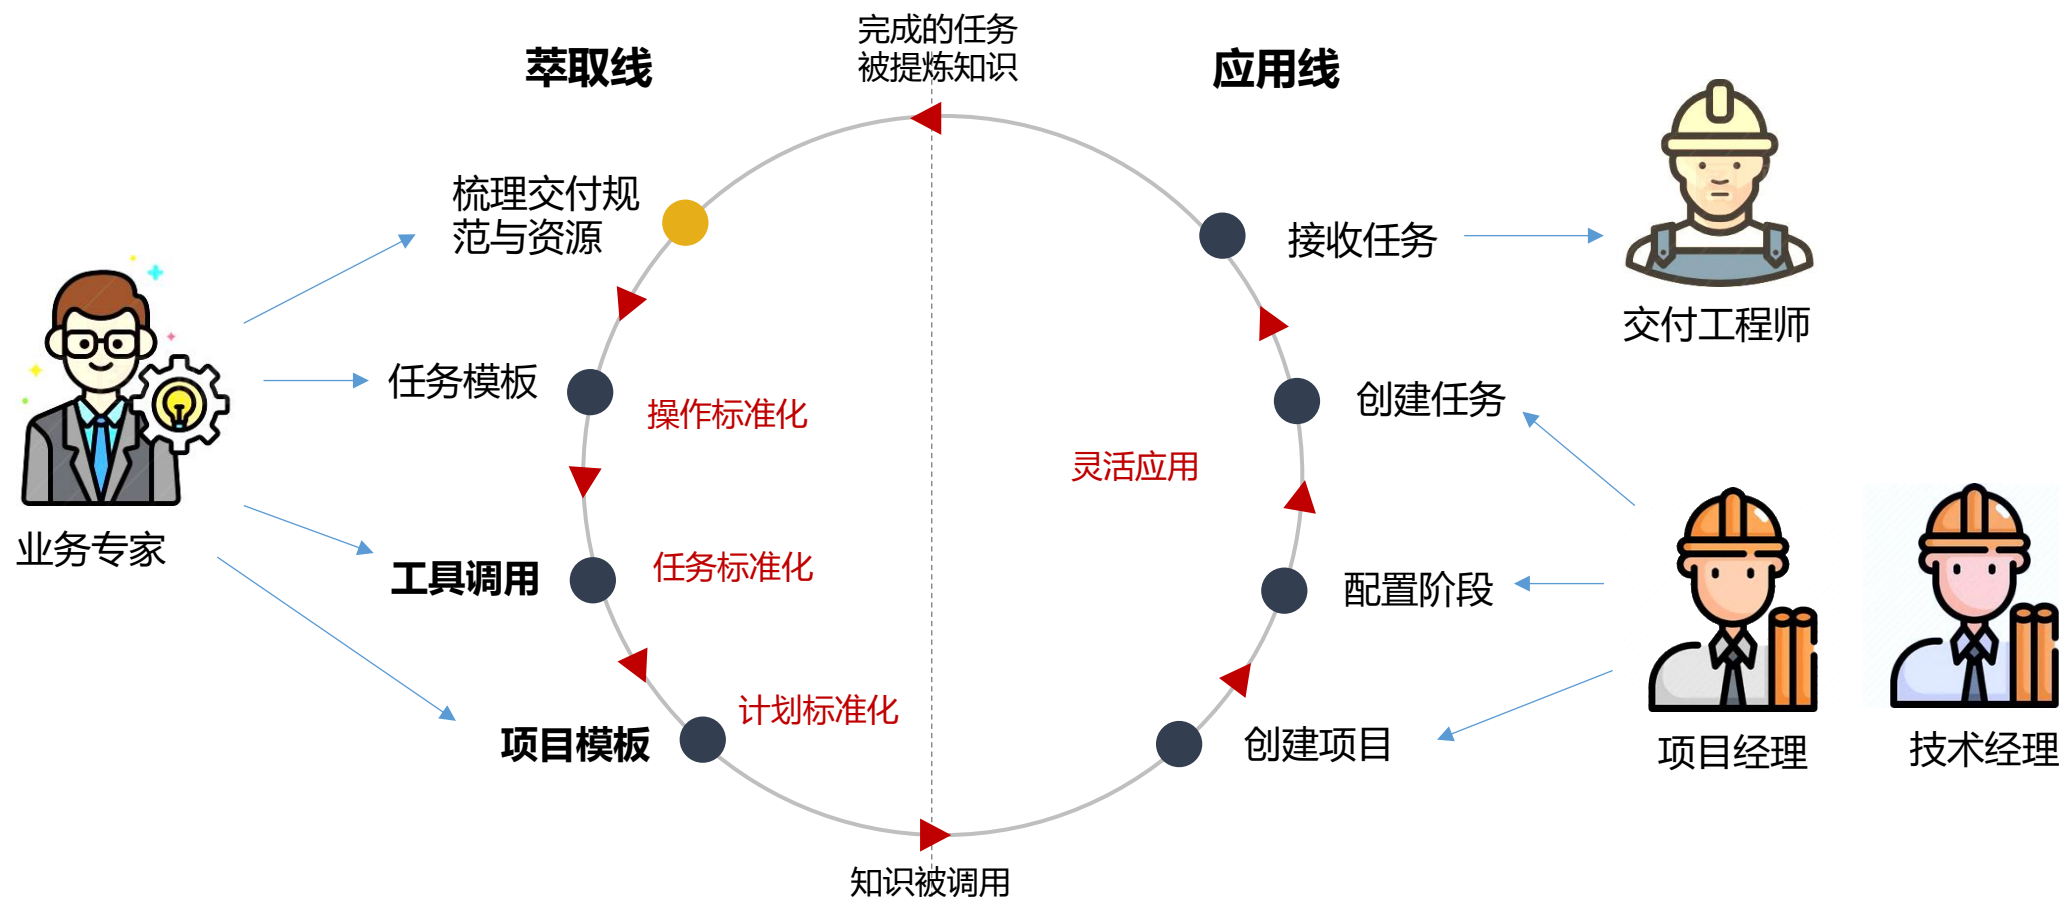 完成的任务
被提炼知识
萃取线
应用线
梳理交付规
范与资源
接收任务
交付工程师
任务模板
操作标准化
创建任务
灵活应用
业务专家
工具调用
任务标准化
配置阶段
项目模板
计划标准化
创建项目
项目经理
技术经理
知识被调用